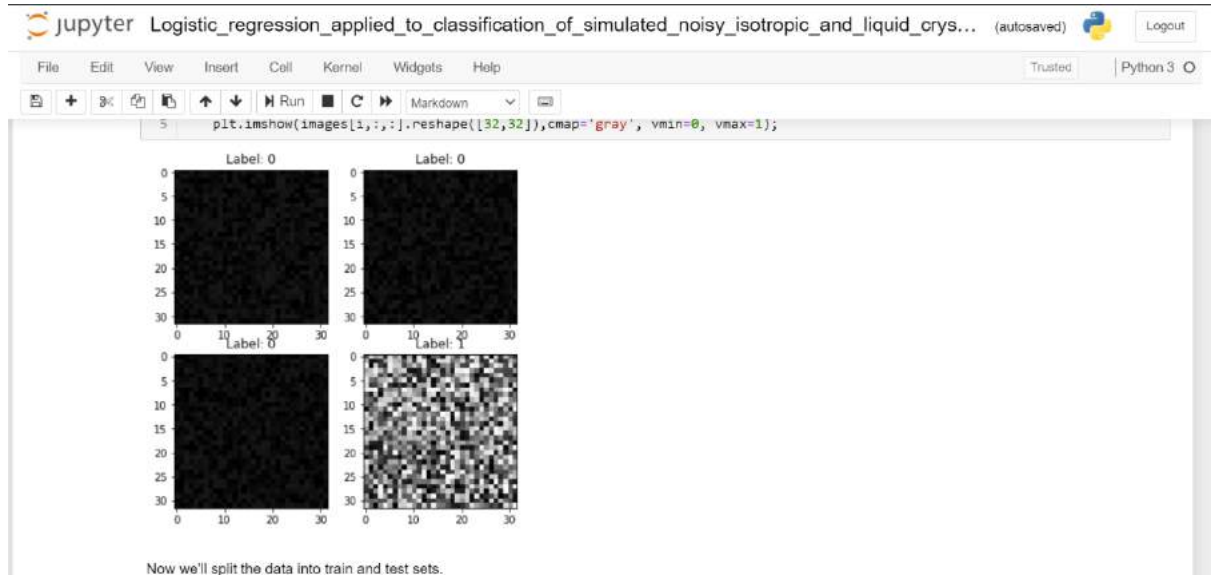 jupyter Logistic_regression_applied_to_classification_of_simulated_noisy_isotropic_and_liquid_crys... (autosaved) Logout
File Edit View Insert Cell Kernel Widgets Help Trusted Python 3
Run Markdown
5 plt.imshow(images[i,:,:].reshape([32,32]),cmap='gray', vmin=0, vmax=1);
Label: 0 Label: 0
0 0
5 5
10 10
15 15
20 20
25 25
30 30
0 10 20 30 0 10 20 30
Label: 0 Label: 1
0 0
5 5
10 10
15 15
20 20
25 25
30 30
0 10 20 30 0 10 20 30
Now we'll split the data into train and test sets.